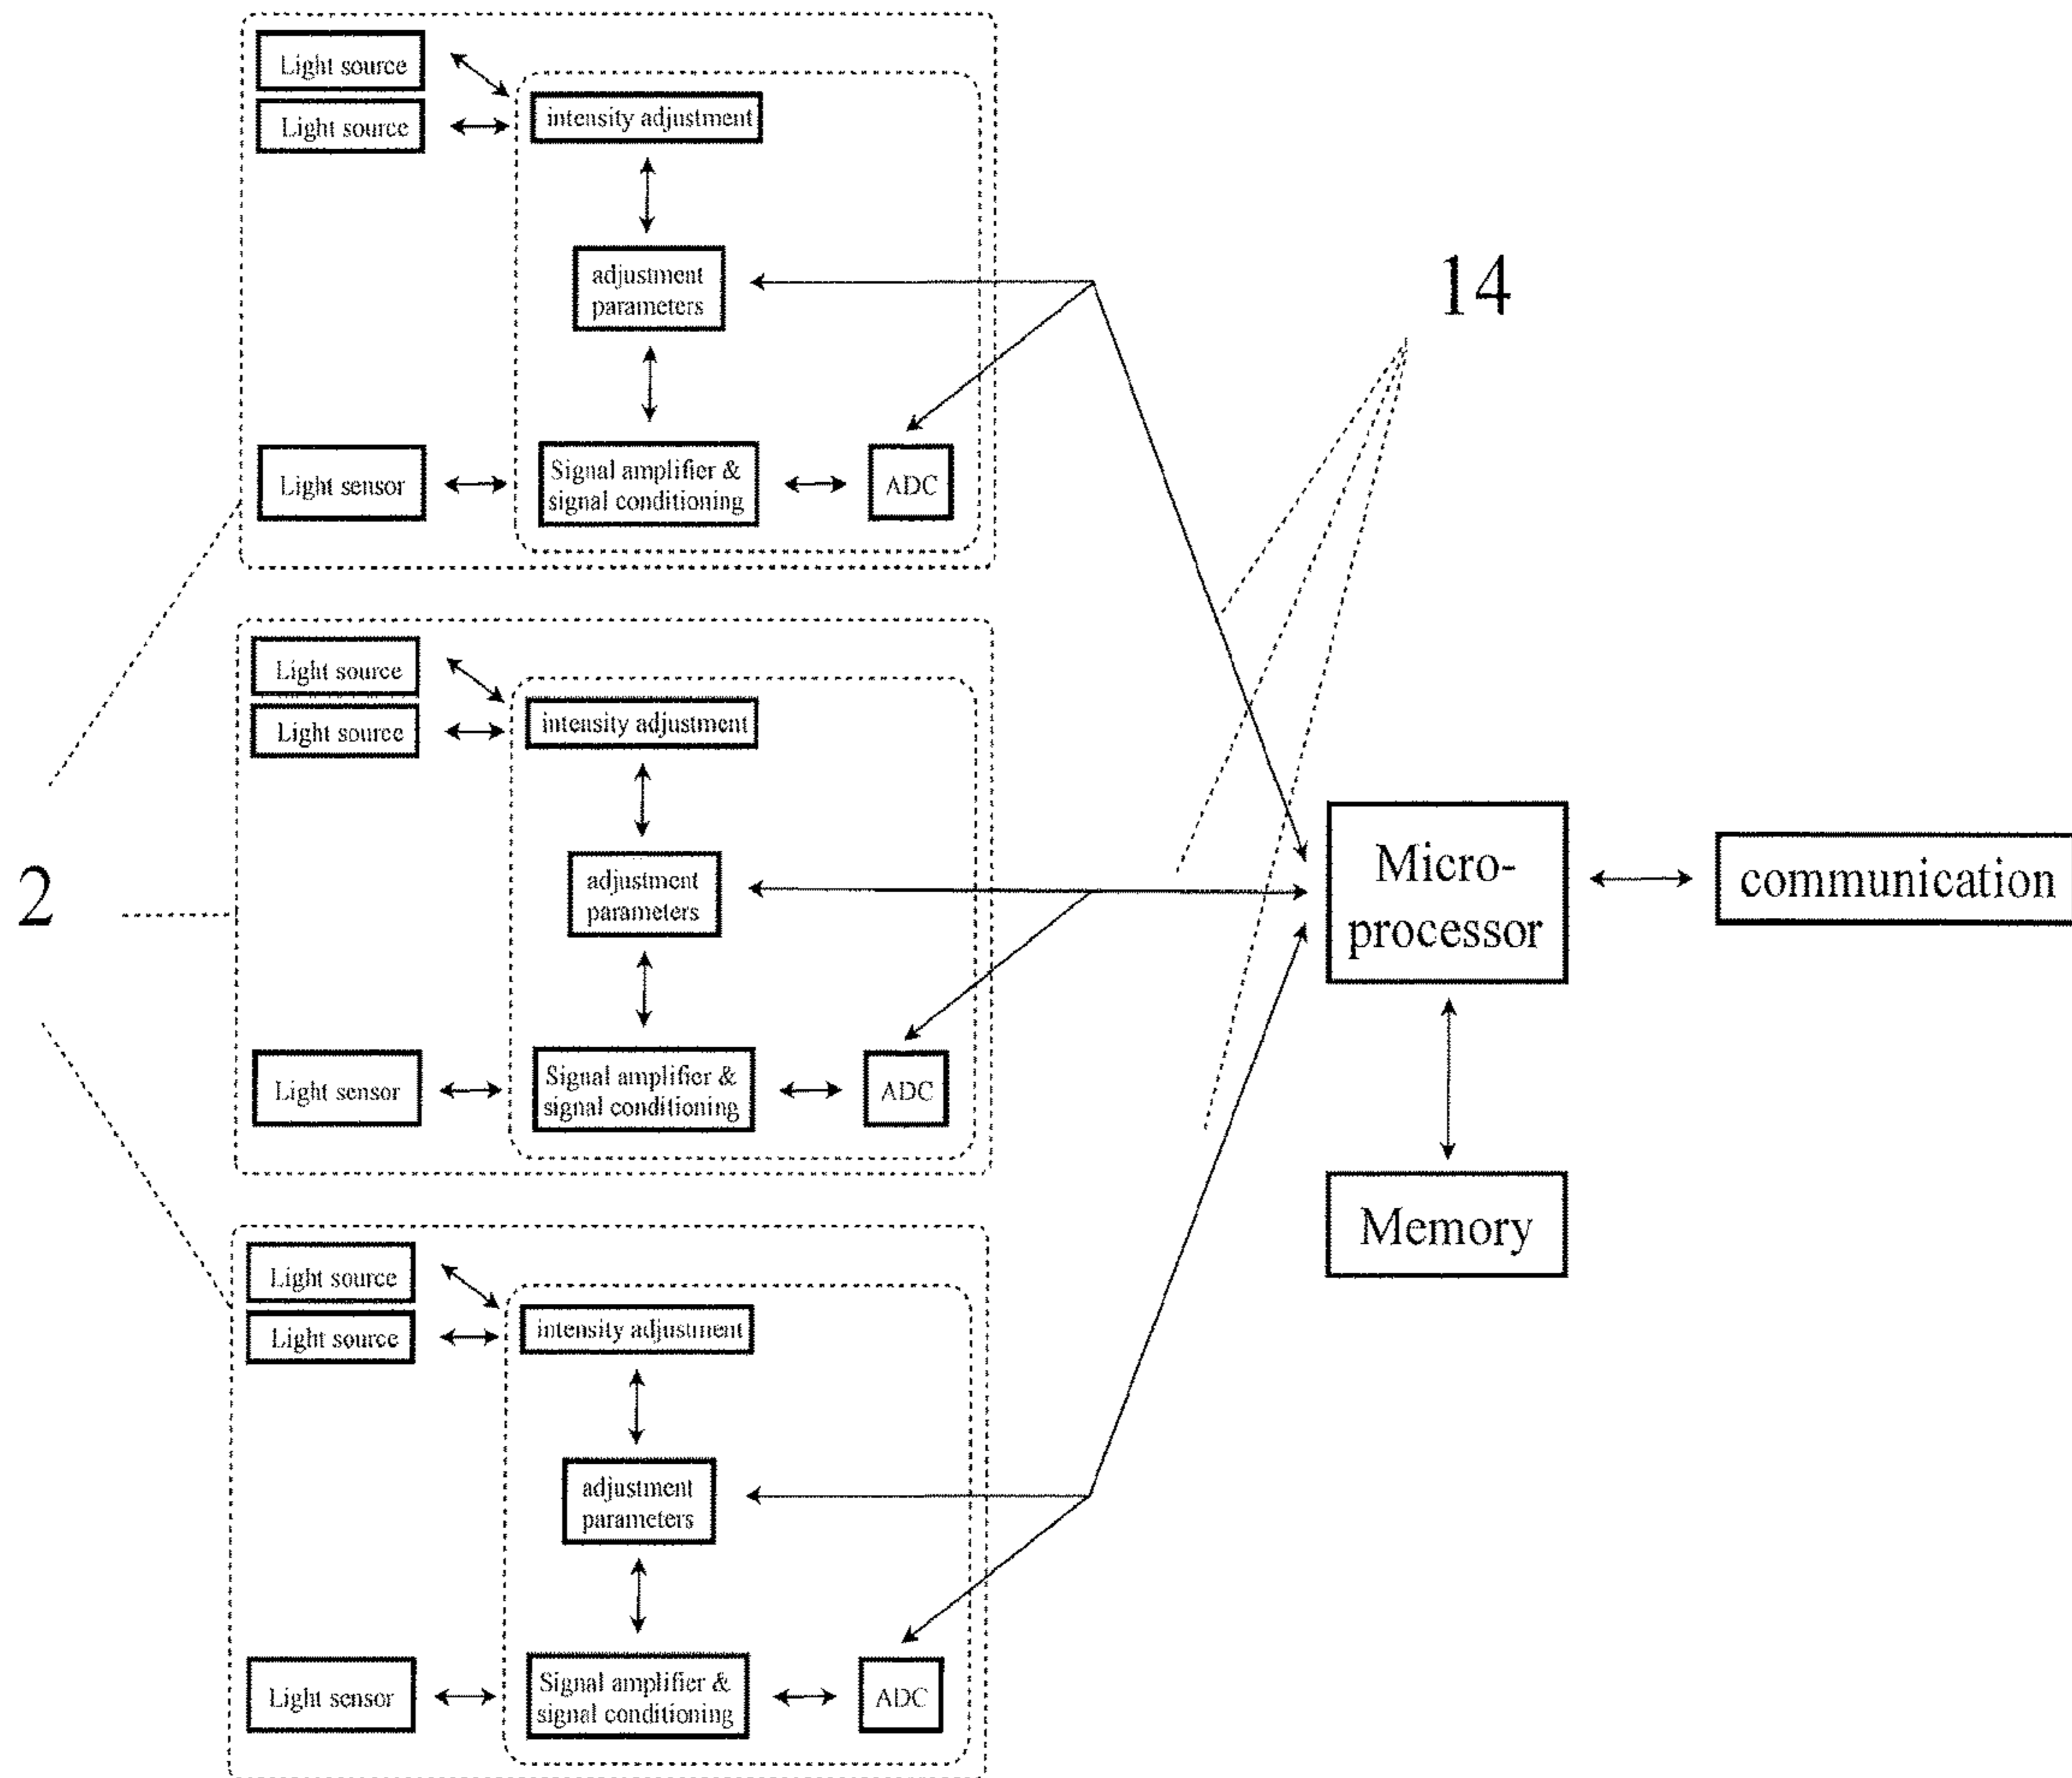 Light source
Light source
intensity adjustment
adjustment
parameters
Light sensor
Signal amplifier &
signal conditioning
ADC
14
Light source
Light source
intensity adjustment
adjustment
parameters
Light sensor
Signal amplifier &
signal conditioning
ADC
2
Micro-
processor
communication
Memory
Light source
Light source
intensity adjustment
adjustment
parameters
Light sensor
Signal amplifier &
signal conditioning
ADC